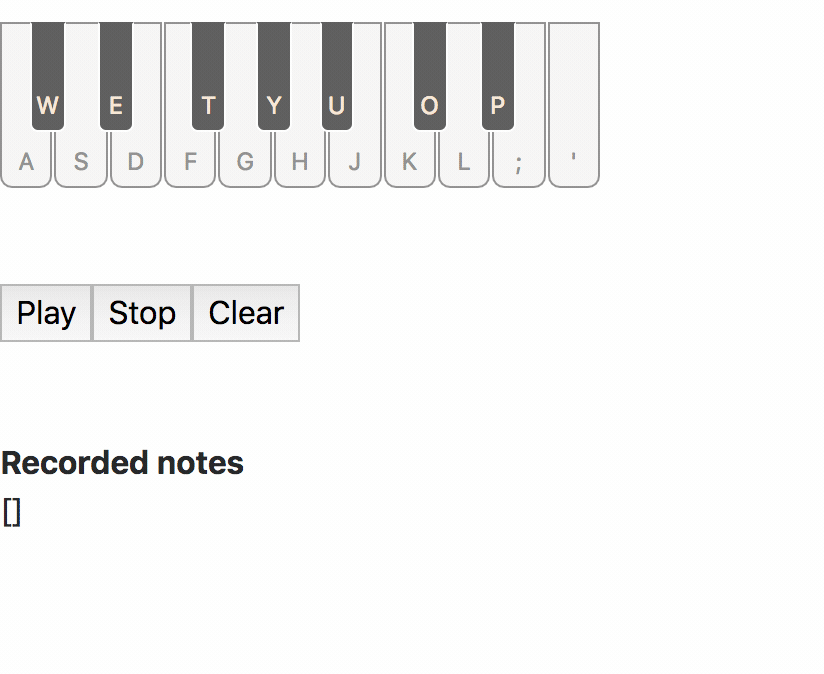 W E T Y U O P
A S D F G H J K L ; '
Play Stop Clear
Recorded notes
[]